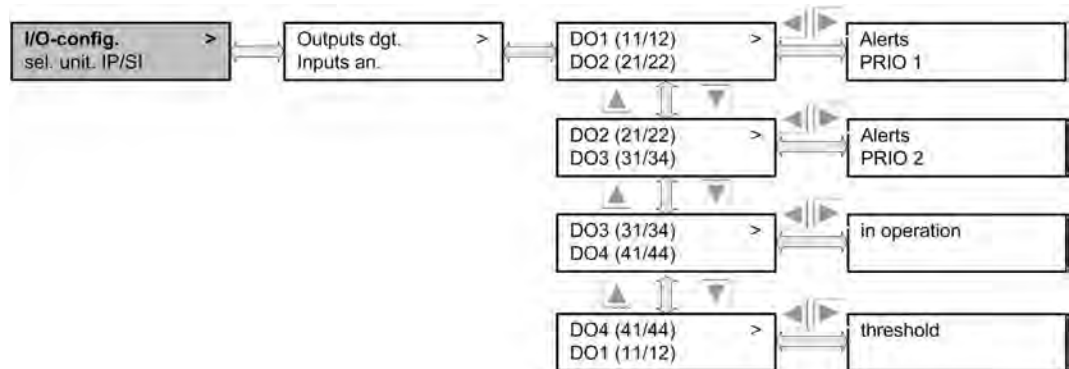 I/O-config. >
sel. unit. IP/SI
Outputs dgt. >
Inputs an.
DO1 (11/12) >
DO2 (21/22)
Alerts
PRIO 1
DO2 (21/22) >
DO3 (31/34)
Alerts
PRIO 2
DO3 (31/34) >
DO4 (41/44)
in operation
DO4 (41/44) >
DO1 (11/12)
threshold